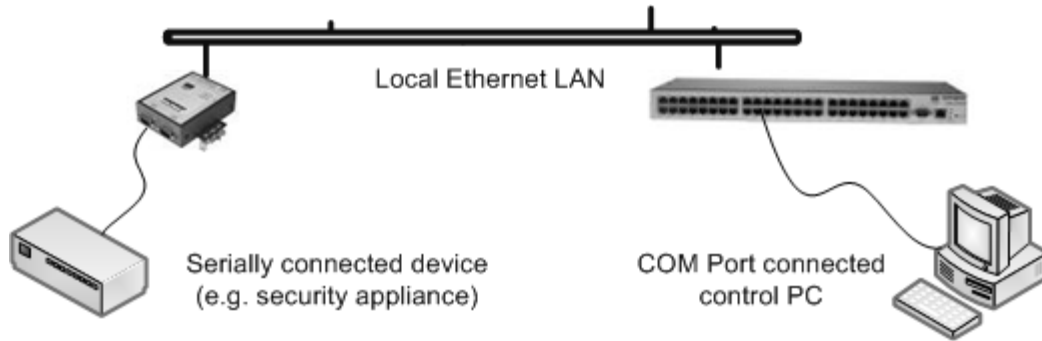 Local Ethernet LAN
Serially connected device
(e.g. security appliance)
COM Port connected
control PC